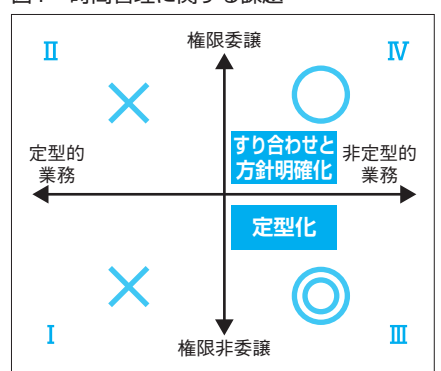 権限委譲
Ⅱ
Ⅳ
定型的
業務
すり合わせと
方針明確化
非定型的
業務
定型化
Ⅰ
権限非委譲
Ⅲ